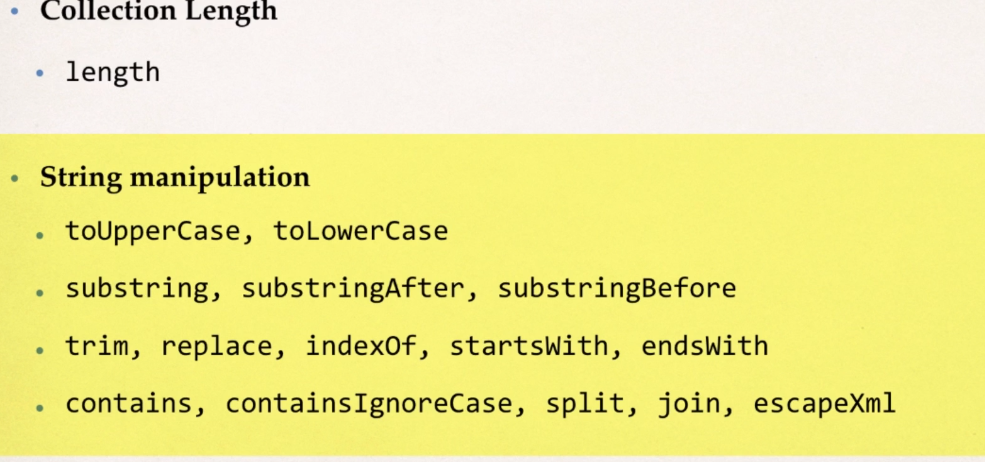 Collection Length
length
String manipulation
toUpperCase, toLowerCase
substring, substringAfter, substringBefore
trim, replace, indexOf, startsWith, endsWith
contains, containsIgnoreCase, split, join, escapeXml